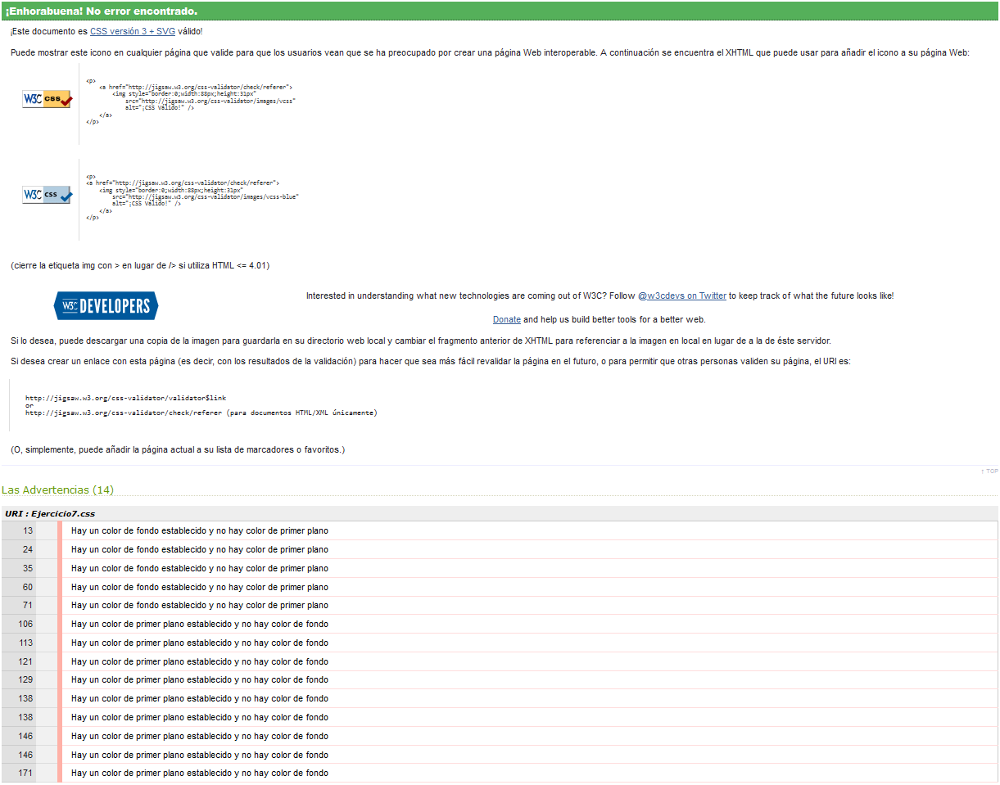 ¡Enhorabuena! No error encontrado.
¡Este documento es CSS versión 3 + SVG válido!
Puede mostrar este icono en cualquier página que valide para que los usuarios vean que se ha preocupado por crear una página Web interoperable. A continuación se encuentra el XHTML que puede usar para añadir el icono a su página Web:
W3C css
<p>
<a href="http://jigsaw.w3.org/css-validator/check/referer">
<img style="border:0;width:88px;height:31px"
src="http://jigsaw.w3.org/css-validator/images/vcss"
alt="¡CSS Válido!" />
</a>
</p>
W3C css
<p>
<a href="http://jigsaw.w3.org/css-validator/check/referer">
<img style="border:0;width:88px;height:31px"
src="http://jigsaw.w3.org/css-validator/images/vcss-blue"
alt="¡CSS Válido!" />
</a>
</p>
(cierre la etiqueta img con > en lugar de /> si utiliza HTML <= 4.01)
W3C DEVELOPERS
Interested in understanding what new technologies are coming out of W3C? Follow @w3cdevs on Twitter to keep track of what the future looks like!
Donate and help us build better tools for a better web.
Si lo desea, puede descargar una copia de la imagen para guardarla en su directorio web local y cambiar el fragmento anterior de XHTML para referenciar a la imagen en local en lugar de a la de éste servidor.
Si desea crear un enlace con esta página (es decir, con los resultados de la validación) para hacer que sea más fácil revalidar la página en el futuro, o para permitir que otras personas validen su página, el URI es:
http://jigsaw.w3.org/css-validator/validator$link
or
http://jigsaw.w3.org/css-validator/check/referer (para documentos HTML/XML únicamente)
(O, simplemente, puede añadir la página actual a su lista de marcadores o favoritos.)
↑ TOP
Las Advertencias (14)
URI : Ejercicio7.css
13 Hay un color de fondo establecido y no hay color de primer plano
24 Hay un color de fondo establecido y no hay color de primer plano
35 Hay un color de fondo establecido y no hay color de primer plano
60 Hay un color de fondo establecido y no hay color de primer plano
71 Hay un color de fondo establecido y no hay color de primer plano
106 Hay un color de primer plano establecido y no hay color de fondo
113 Hay un color de primer plano establecido y no hay color de fondo
121 Hay un color de primer plano establecido y no hay color de fondo
129 Hay un color de primer plano establecido y no hay color de fondo
138 Hay un color de primer plano establecido y no hay color de fondo
138 Hay un color de primer plano establecido y no hay color de fondo
146 Hay un color de primer plano establecido y no hay color de fondo
146 Hay un color de primer plano establecido y no hay color de fondo
171 Hay un color de primer plano establecido y no hay color de fondo